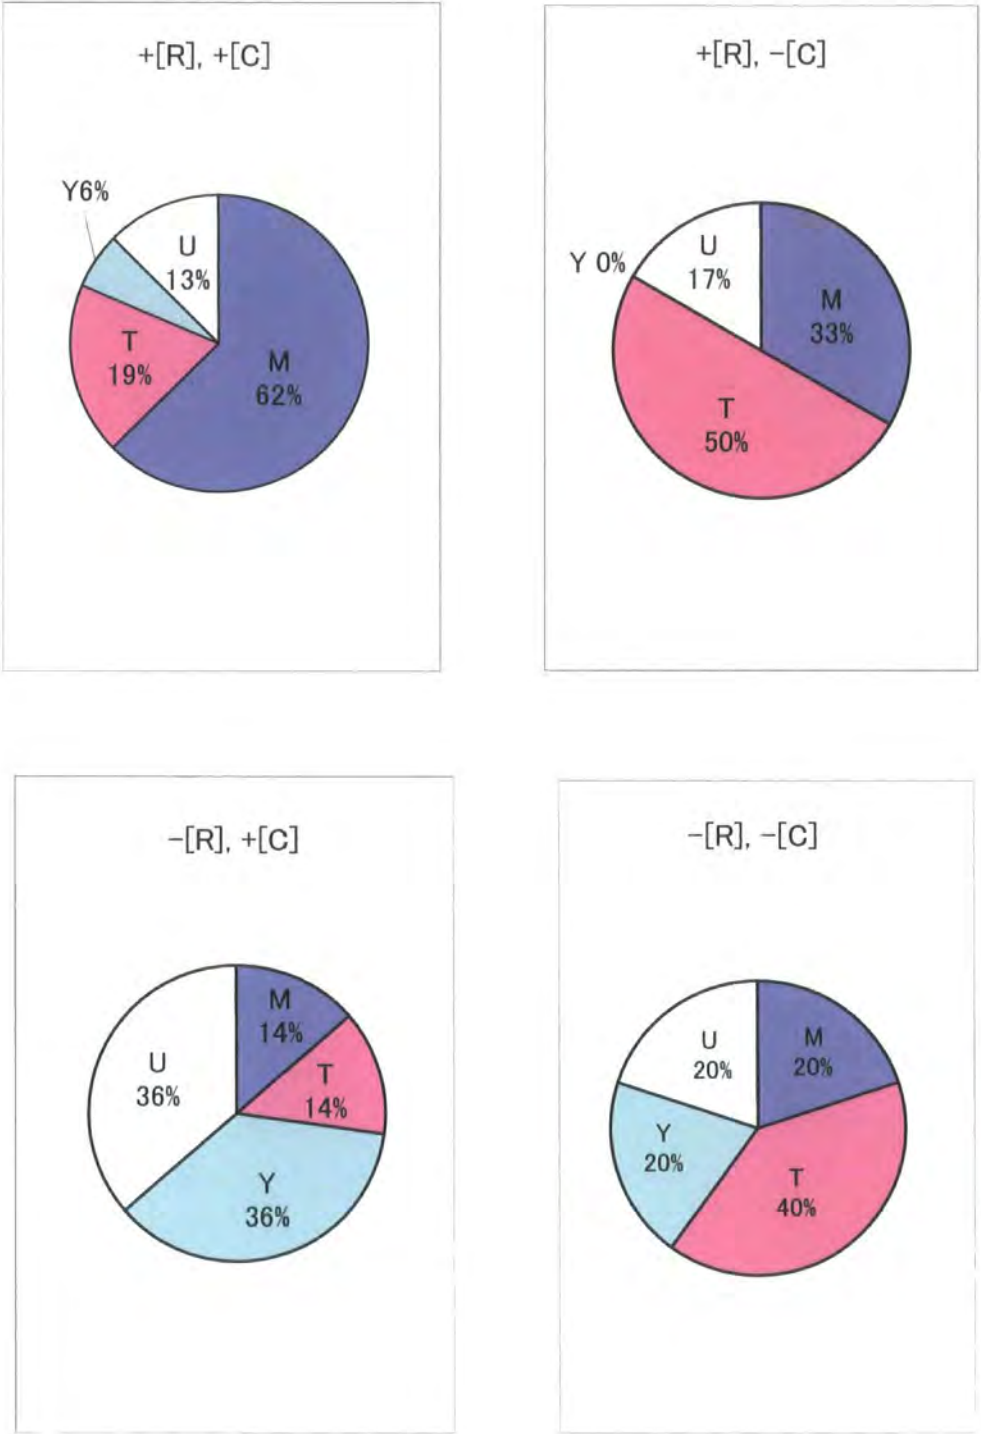 +[R], +[C]
Y6%
U
13%
T
19%
M
62%
+[R], −[C]
Y 0%
U
17%
M
33%
T
50%
−[R], +[C]
M
14%
T
14%
U
36%
Y
36%
−[R], −[C]
U
20%
M
20%
Y
20%
T
40%